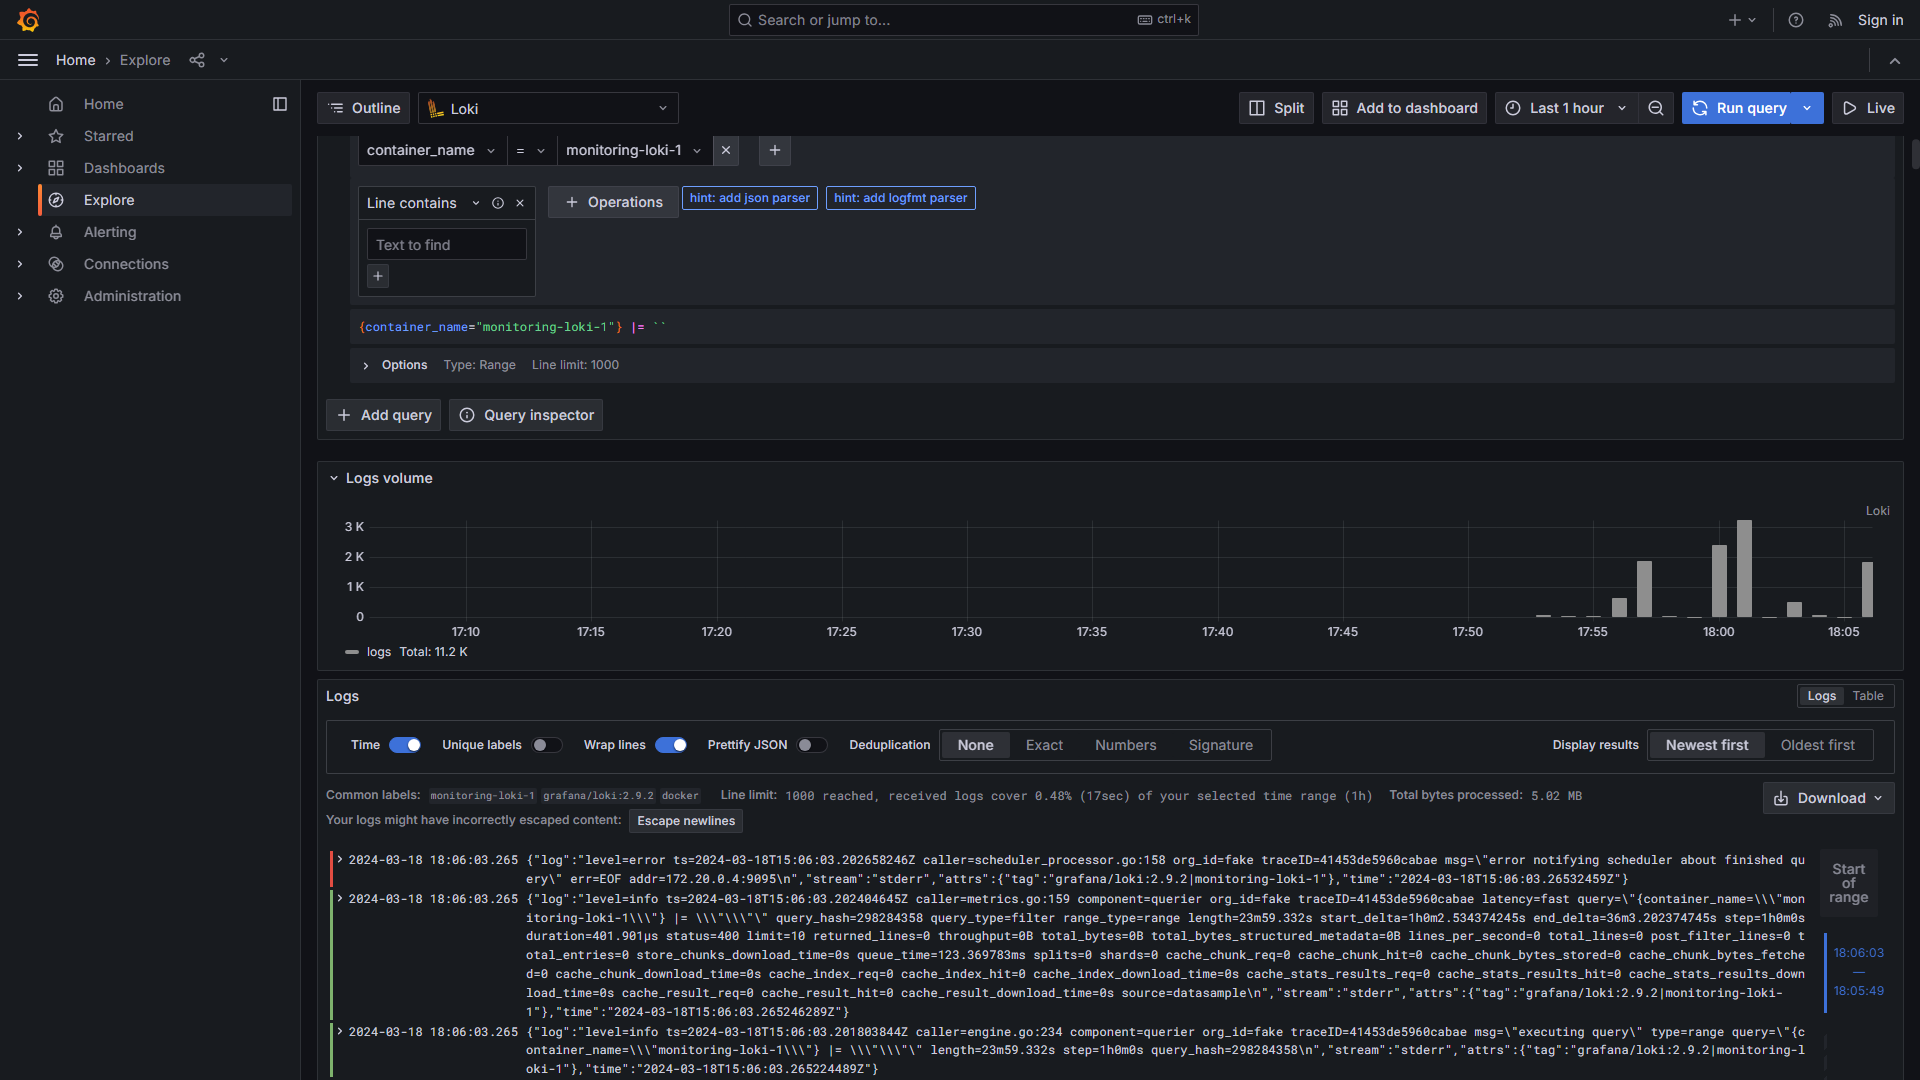 Search or jump to...
ctrl+k
Sign in
Home › Explore
Home
Starred
Dashboards
Explore
Alerting
Connections
Administration
Outline
Loki
Split
Add to dashboard
Last 1 hour
Run query
Live
container_name
=
monitoring-loki-1
Line contains
Operations
hint: add json parser
hint: add logfmt parser
Text to find
{container_name="monitoring-loki-1"} |= ``
Options Type: Range Line limit: 1000
Add query
Query inspector
Logs volume
Loki
3 K
2 K
1 K
0
17:10 17:15 17:20 17:25 17:30 17:35 17:40 17:45 17:50 17:55 18:00 18:05
logs Total: 11.2 K
Logs
Logs Table
Time Unique labels Wrap lines Prettify JSON Deduplication None Exact Numbers Signature Display results Newest first Oldest first
Common labels: monitoring-loki-1 grafana/loki:2.9.2 docker Line limit: 1000 reached, received logs cover 0.48% (17sec) of your selected time range (1h) Total bytes processed: 5.02 MB
Download
Your logs might have incorrectly escaped content: Escape newlines
2024-03-18 18:06:03.265 {"log":"level=error ts=2024-03-18T15:06:03.202658246Z caller=scheduler_processor.go:158 org_id=fake traceID=41453de5960cabae msg=\"error notifying scheduler about finished qu
ery\" err=EOF addr=172.20.0.4:9095\n","stream":"stderr","attrs":{"tag":"grafana/loki:2.9.2|monitoring-loki-1"},"time":"2024-03-18T15:06:03.26532459Z"}
2024-03-18 18:06:03.265 {"log":"level=info ts=2024-03-18T15:06:03.202404645Z caller=metrics.go:159 component=querier org_id=fake traceID=41453de5960cabae latency=fast query=\"{container_name=\\\"mon
itoring-loki-1\\\"} |= \\\"\\\"\" query_hash=298284358 query_type=filter range_type=range length=23m59.332s start_delta=1h0m2.534374245s end_delta=36m3.202374745s step=1h0m0s
duration=401.901µs status=400 limit=10 returned_lines=0 throughput=0B total_bytes=0B total_bytes_structured_metadata=0B lines_per_second=0 total_lines=0 post_filter_lines=0 t
otal_entries=0 store_chunks_download_time=0s queue_time=123.369783ms splits=0 shards=0 cache_chunk_req=0 cache_chunk_hit=0 cache_chunk_bytes_stored=0 cache_chunk_bytes_fetche
d=0 cache_chunk_download_time=0s cache_index_req=0 cache_index_hit=0 cache_index_download_time=0s cache_stats_results_req=0 cache_stats_results_hit=0 cache_stats_results_down
load_time=0s cache_result_req=0 cache_result_hit=0 cache_result_download_time=0s source=datasample\n","stream":"stderr","attrs":{"tag":"grafana/loki:2.9.2|monitoring-loki-
1"},"time":"2024-03-18T15:06:03.265246289Z"}
2024-03-18 18:06:03.265 {"log":"level=info ts=2024-03-18T15:06:03.201803844Z caller=engine.go:234 component=querier org_id=fake traceID=41453de5960cabae msg=\"executing query\" type=range query=\"{c
ontainer_name=\\\"monitoring-loki-1\\\"} |= \\\"\\\"\" length=23m59.332s step=1h0m0s query_hash=298284358\n","stream":"stderr","attrs":{"tag":"grafana/loki:2.9.2|monitoring-l
oki-1"},"time":"2024-03-18T15:06:03.265224489Z"}
Start
of
range
18:06:03
—
18:05:49